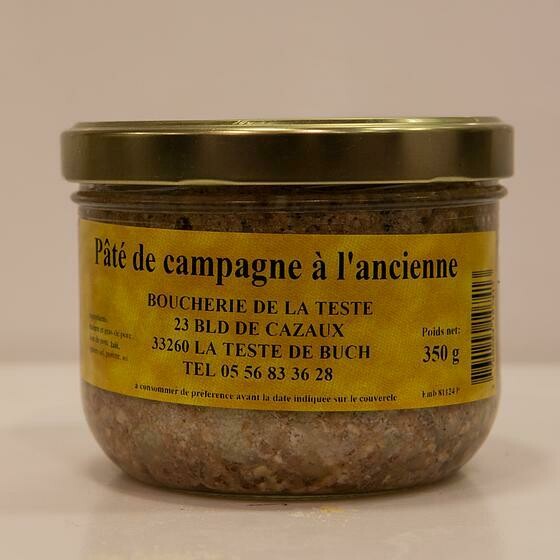 Pâté de campagne à l'ancienne
BOUCHERIE DE LA TESTE
23 BLD DE CAZAUX
33260 LA TESTE DE BUCH
TEL 05 56 83 36 28
a consommer de preference avant la date indiquee sur le couvercle
Poids net:
350 g
Emb 81124